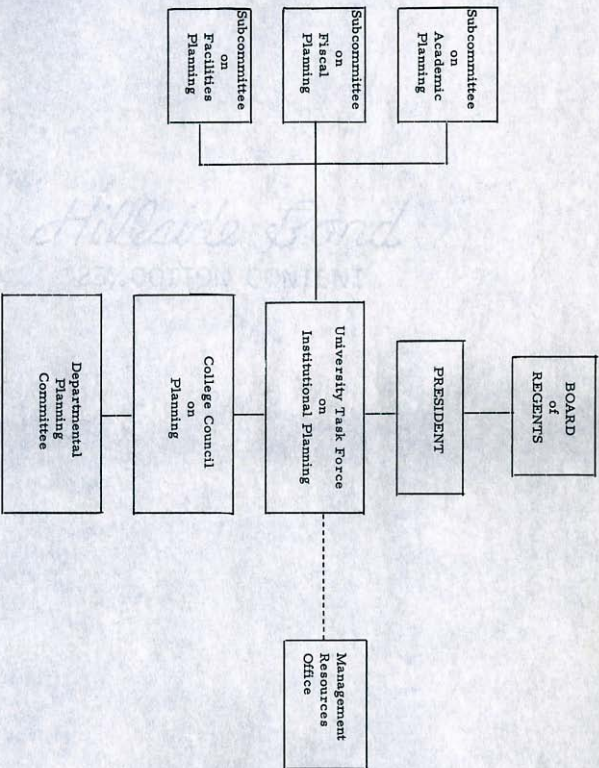 BOARD
of
REGENTS
PRESIDENT
University Task Force
on
Institutional Planning
Subcommittee
on
Academic
Planning
Subcommittee
on
Fiscal
Planning
Subcommittee
on
Facilities
Planning
Management
Resources
Office
College Council
on
Planning
Departmental
Planning
Committee